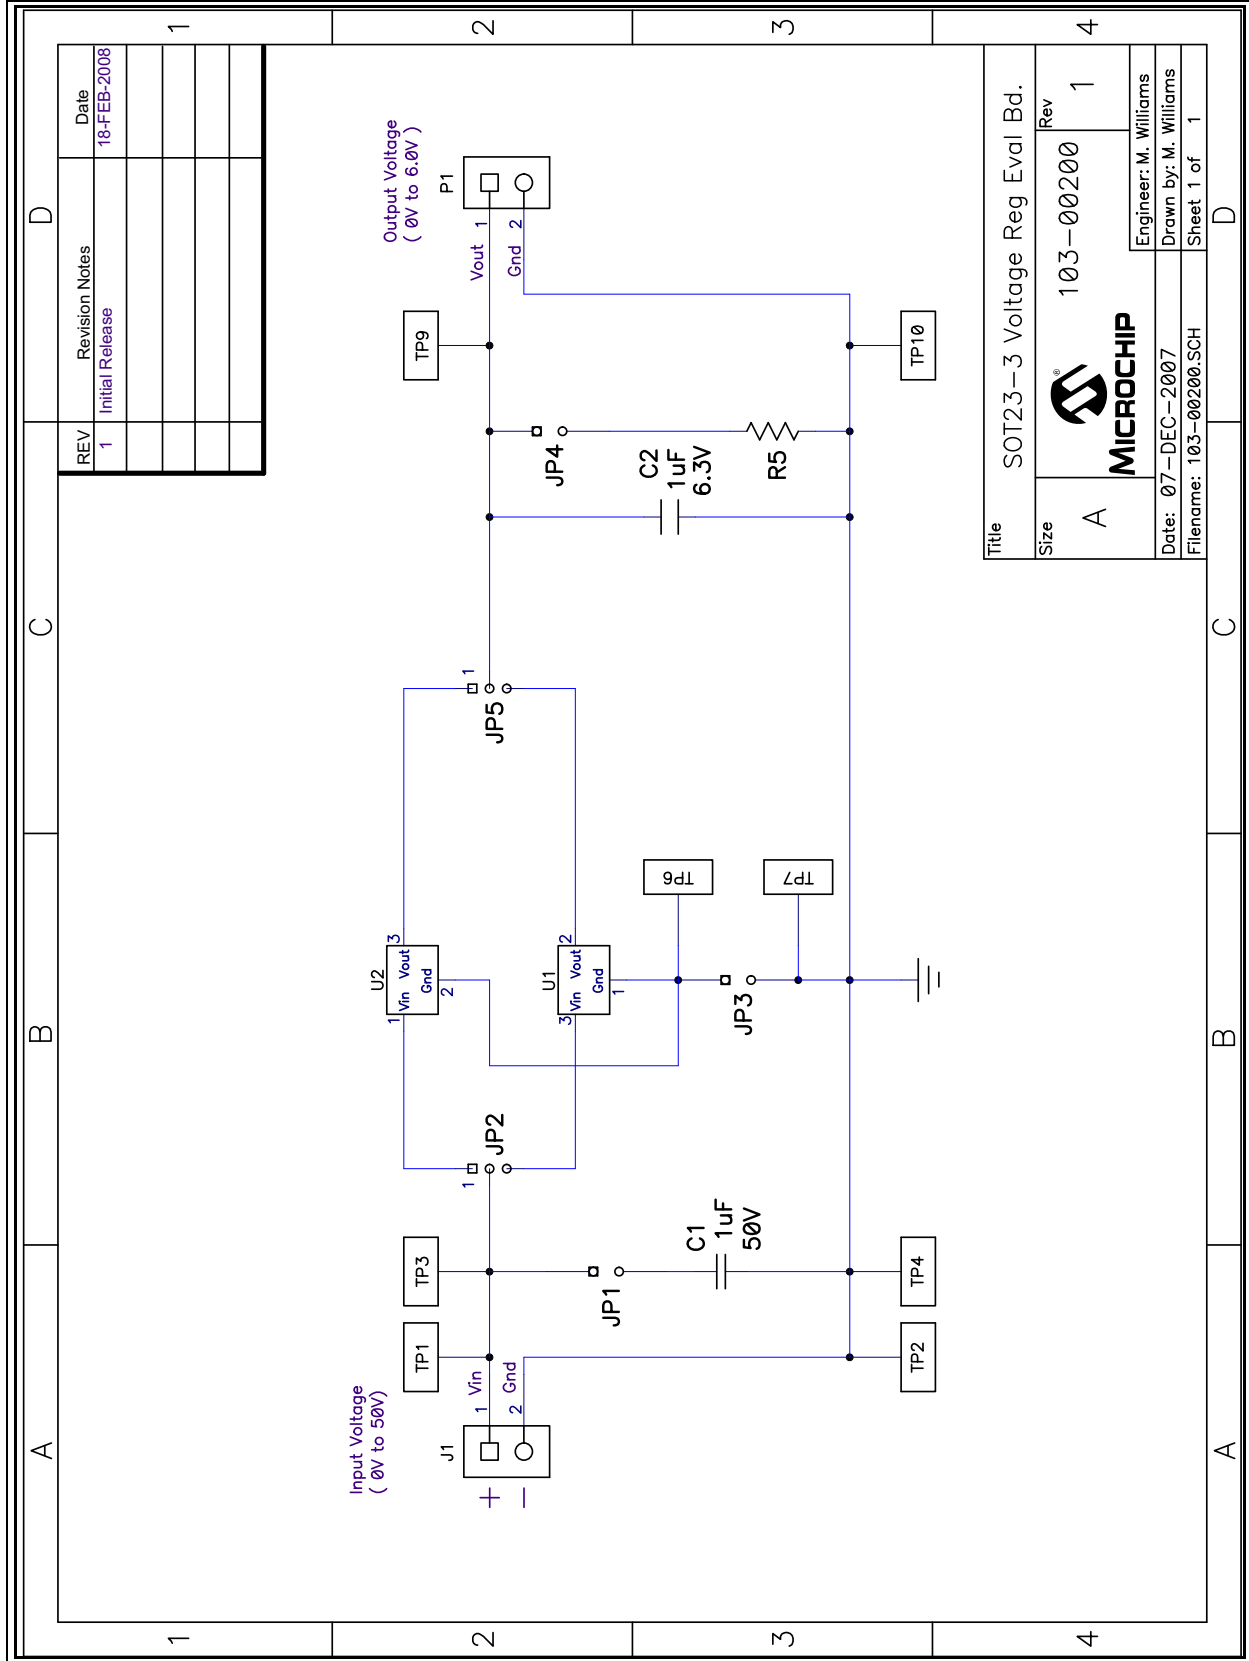 A
B
C
D
1
2
3
4
REV
Revision Notes
Date
1
Initial Release
18-FEB-2008
Input Voltage
( 0V to 50V)
Output Voltage
( 0V to 6.0V )
J1
+
−
1
Vin
2
Gnd
TP1
TP3
TP2
TP4
JP1
C1
1uF
50V
1
JP2
U2
1
Vin
Vout
3
Gnd
2
U1
3
Vin
Vout
2
Gnd
1
TP6
JP3
TP7
1
JP5
C2
1uF
6.3V
JP4
R5
TP9
TP10
Vout
1
Gnd
2
P1
Title
SOT23-3 Voltage Reg Eval Bd.
Size
A
MICROCHIP
®
103-00200
Rev
1
Engineer: M. Williams
Date: 07-DEC-2007
Drawn by: M. Williams
Filename: 103-00200.SCH
Sheet 1 of 1
A
B
C
D
1
2
3
4